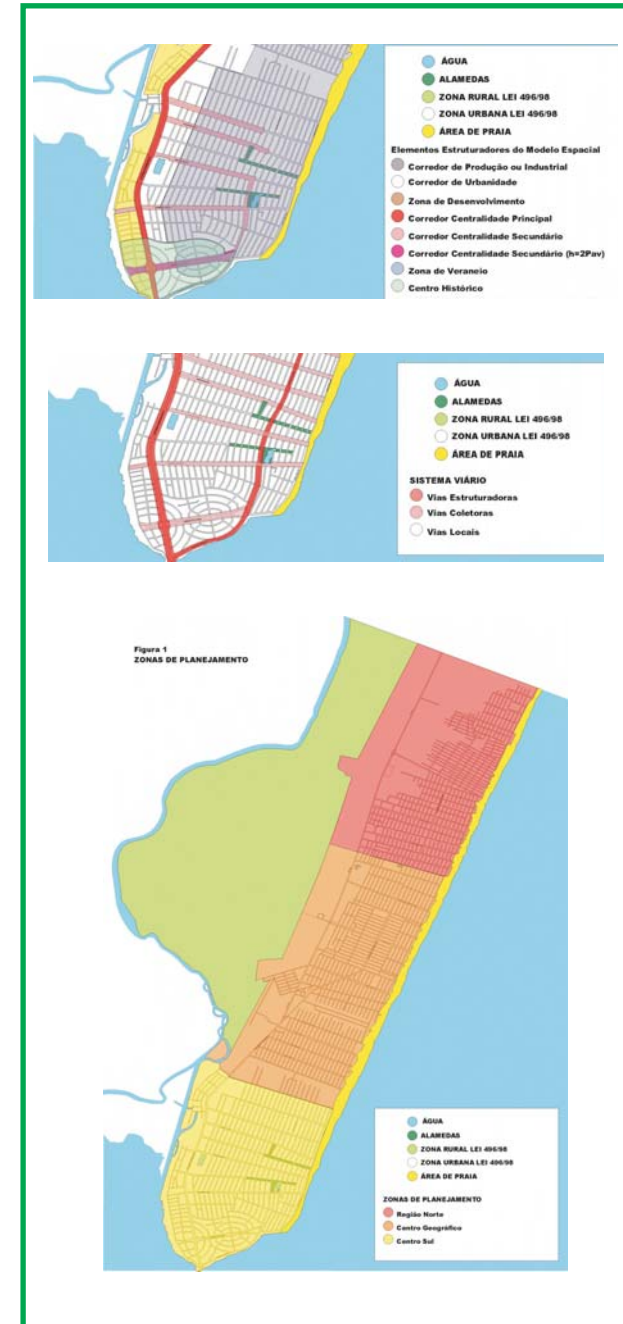 ÁGUA
ALAMEDAS
ZONA RURAL LEI 496/98
ZONA URBANA LEI 496/98
ÁREA DE PRAIA
Elementos Estruturadores do Modelo Espacial
Corredor de Produção ou Industrial
Corredor de Urbanidade
Zona de Desenvolvimento
Corredor Centralidade Principal
Corredor Centralidade Secundário
Corredor Centralidade Secundário (h=2Pav)
Zona de Veraneio
Centro Histórico
ÁGUA
ALAMEDAS
ZONA RURAL LEI 496/98
ZONA URBANA LEI 496/98
ÁREA DE PRAIA
SISTEMA VIÁRIO
Vias Estruturadoras
Vias Coletoras
Vias Locais
Figura 1
ZONAS DE PLANEJAMENTO
ÁGUA
ALAMEDAS
ZONA RURAL LEI 496/98
ZONA URBANA LEI 496/98
ÁREA DE PRAIA
ZONAS DE PLANEJAMENTO
Região Norte
Centro Geográfico
Centro Sul